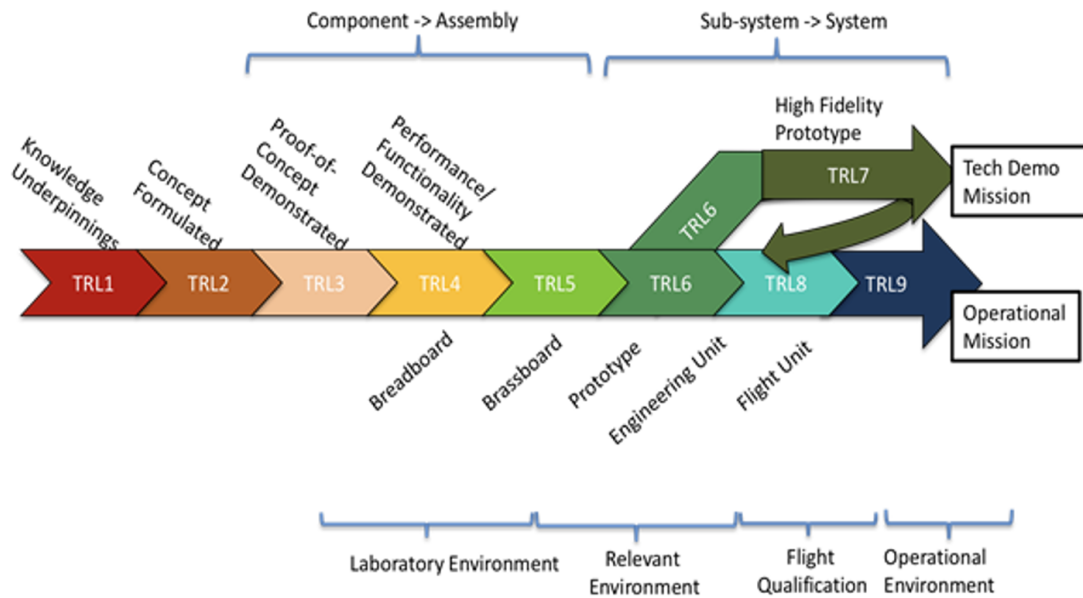 Component -> Assembly
Sub-system -> System
High Fidelity
Prototype
Knowledge
Underpinnings
Concept
Formulated
Proof-of-
Concept
Demonstrated
Performance/
Functionality
Demonstrated
TRL6
TRL7
Tech Demo
Mission
TRL1
TRL2
TRL3
TRL4
TRL5
TRL6
TRL8
TRL9
Operational
Mission
Breadboard
Brassboard
Prototype
Engineering Unit
Flight Unit
Laboratory Environment
Relevant
Environment
Flight
Qualification
Operational
Environment